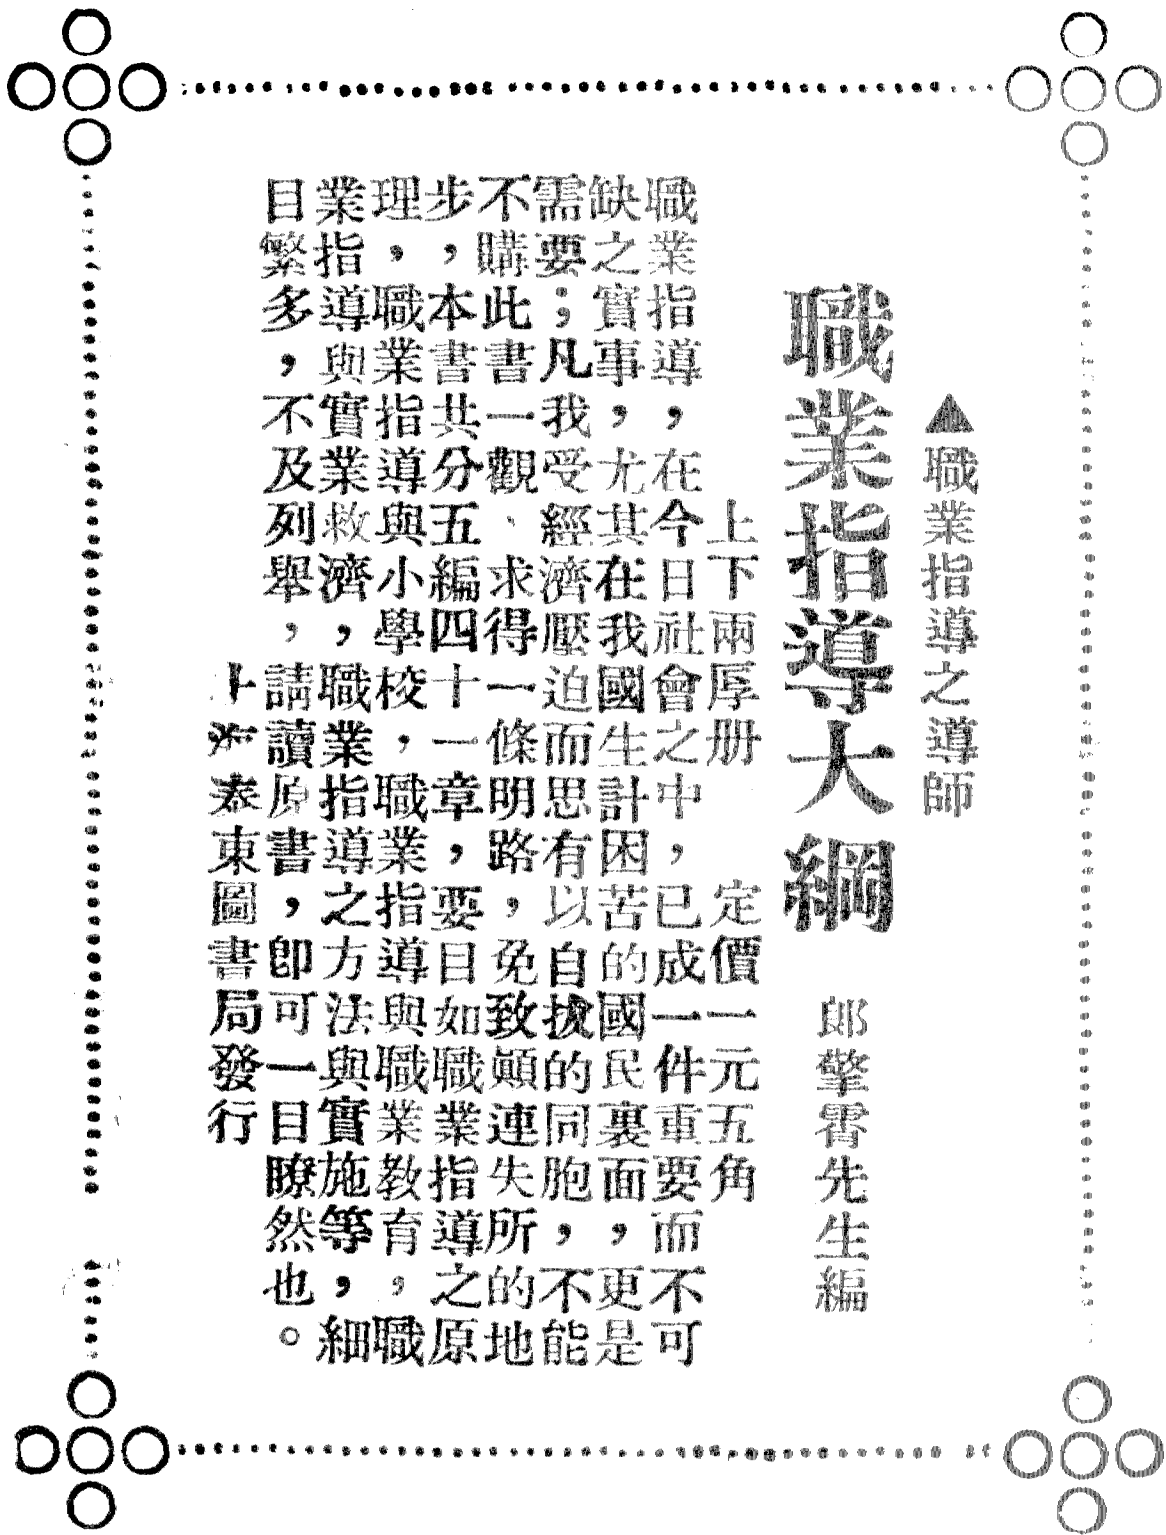 ▲職業指導之導師
職業指導大綱
郎擎霄先生編
上下兩厚册　定價一元五角
職業指導，在今日社會之中，已成一件重要而不可
缺之實事，尤其在我國生計困苦的國民裏面，更是
需要；凡我受經濟壓迫而思有以自拔的同胞，不能
不購此書一觀、求得一條明路，免致顚連失所的地
步，本書共分五編四十一章，要目如職業指導之原
理，職業指導與小學校，職業指導與職業教育，職
業指導與實業救濟，職業指導之方法與實施等，細
目繁多，不及列舉，請讀原書，卽可一目瞭然也。
泰東圖書局發行